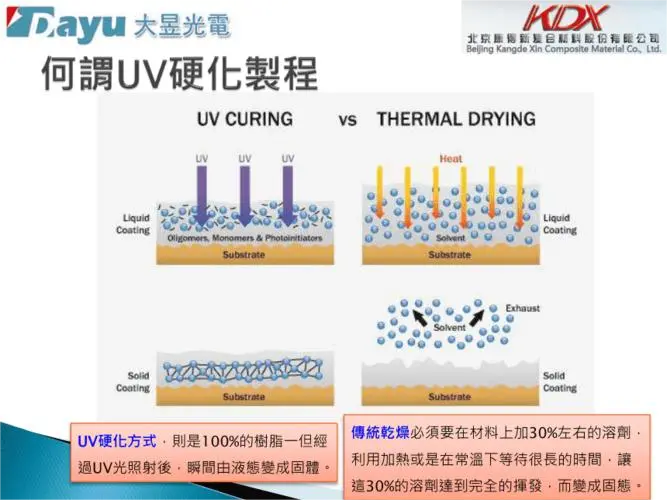 Dayu 大昱光電
KDX
北京康得新复合材料股份有限公司
Beijing Kangde Xin Composite Material Co., Ltd.
何謂UV硬化製程
UV CURING vs THERMAL DRYING
UV UV UV
Heat
Liquid
Coating
Oligomers, Monomers & Photoinitiators
Substrate
Solvent
Substrate
Liquid
Coating
Exhaust
Solvent
Solid
Coating
Substrate
Substrate
Solid
Coating
UV硬化方式，則是100%的樹脂一但經
過UV光照射後，瞬間由液態變成固體。
傳統乾燥必須要在材料上加30%左右的溶劑，
利用加熱或是在常溫下等待很長的時間，讓
這30%的溶劑達到完全的揮發，而變成固態。